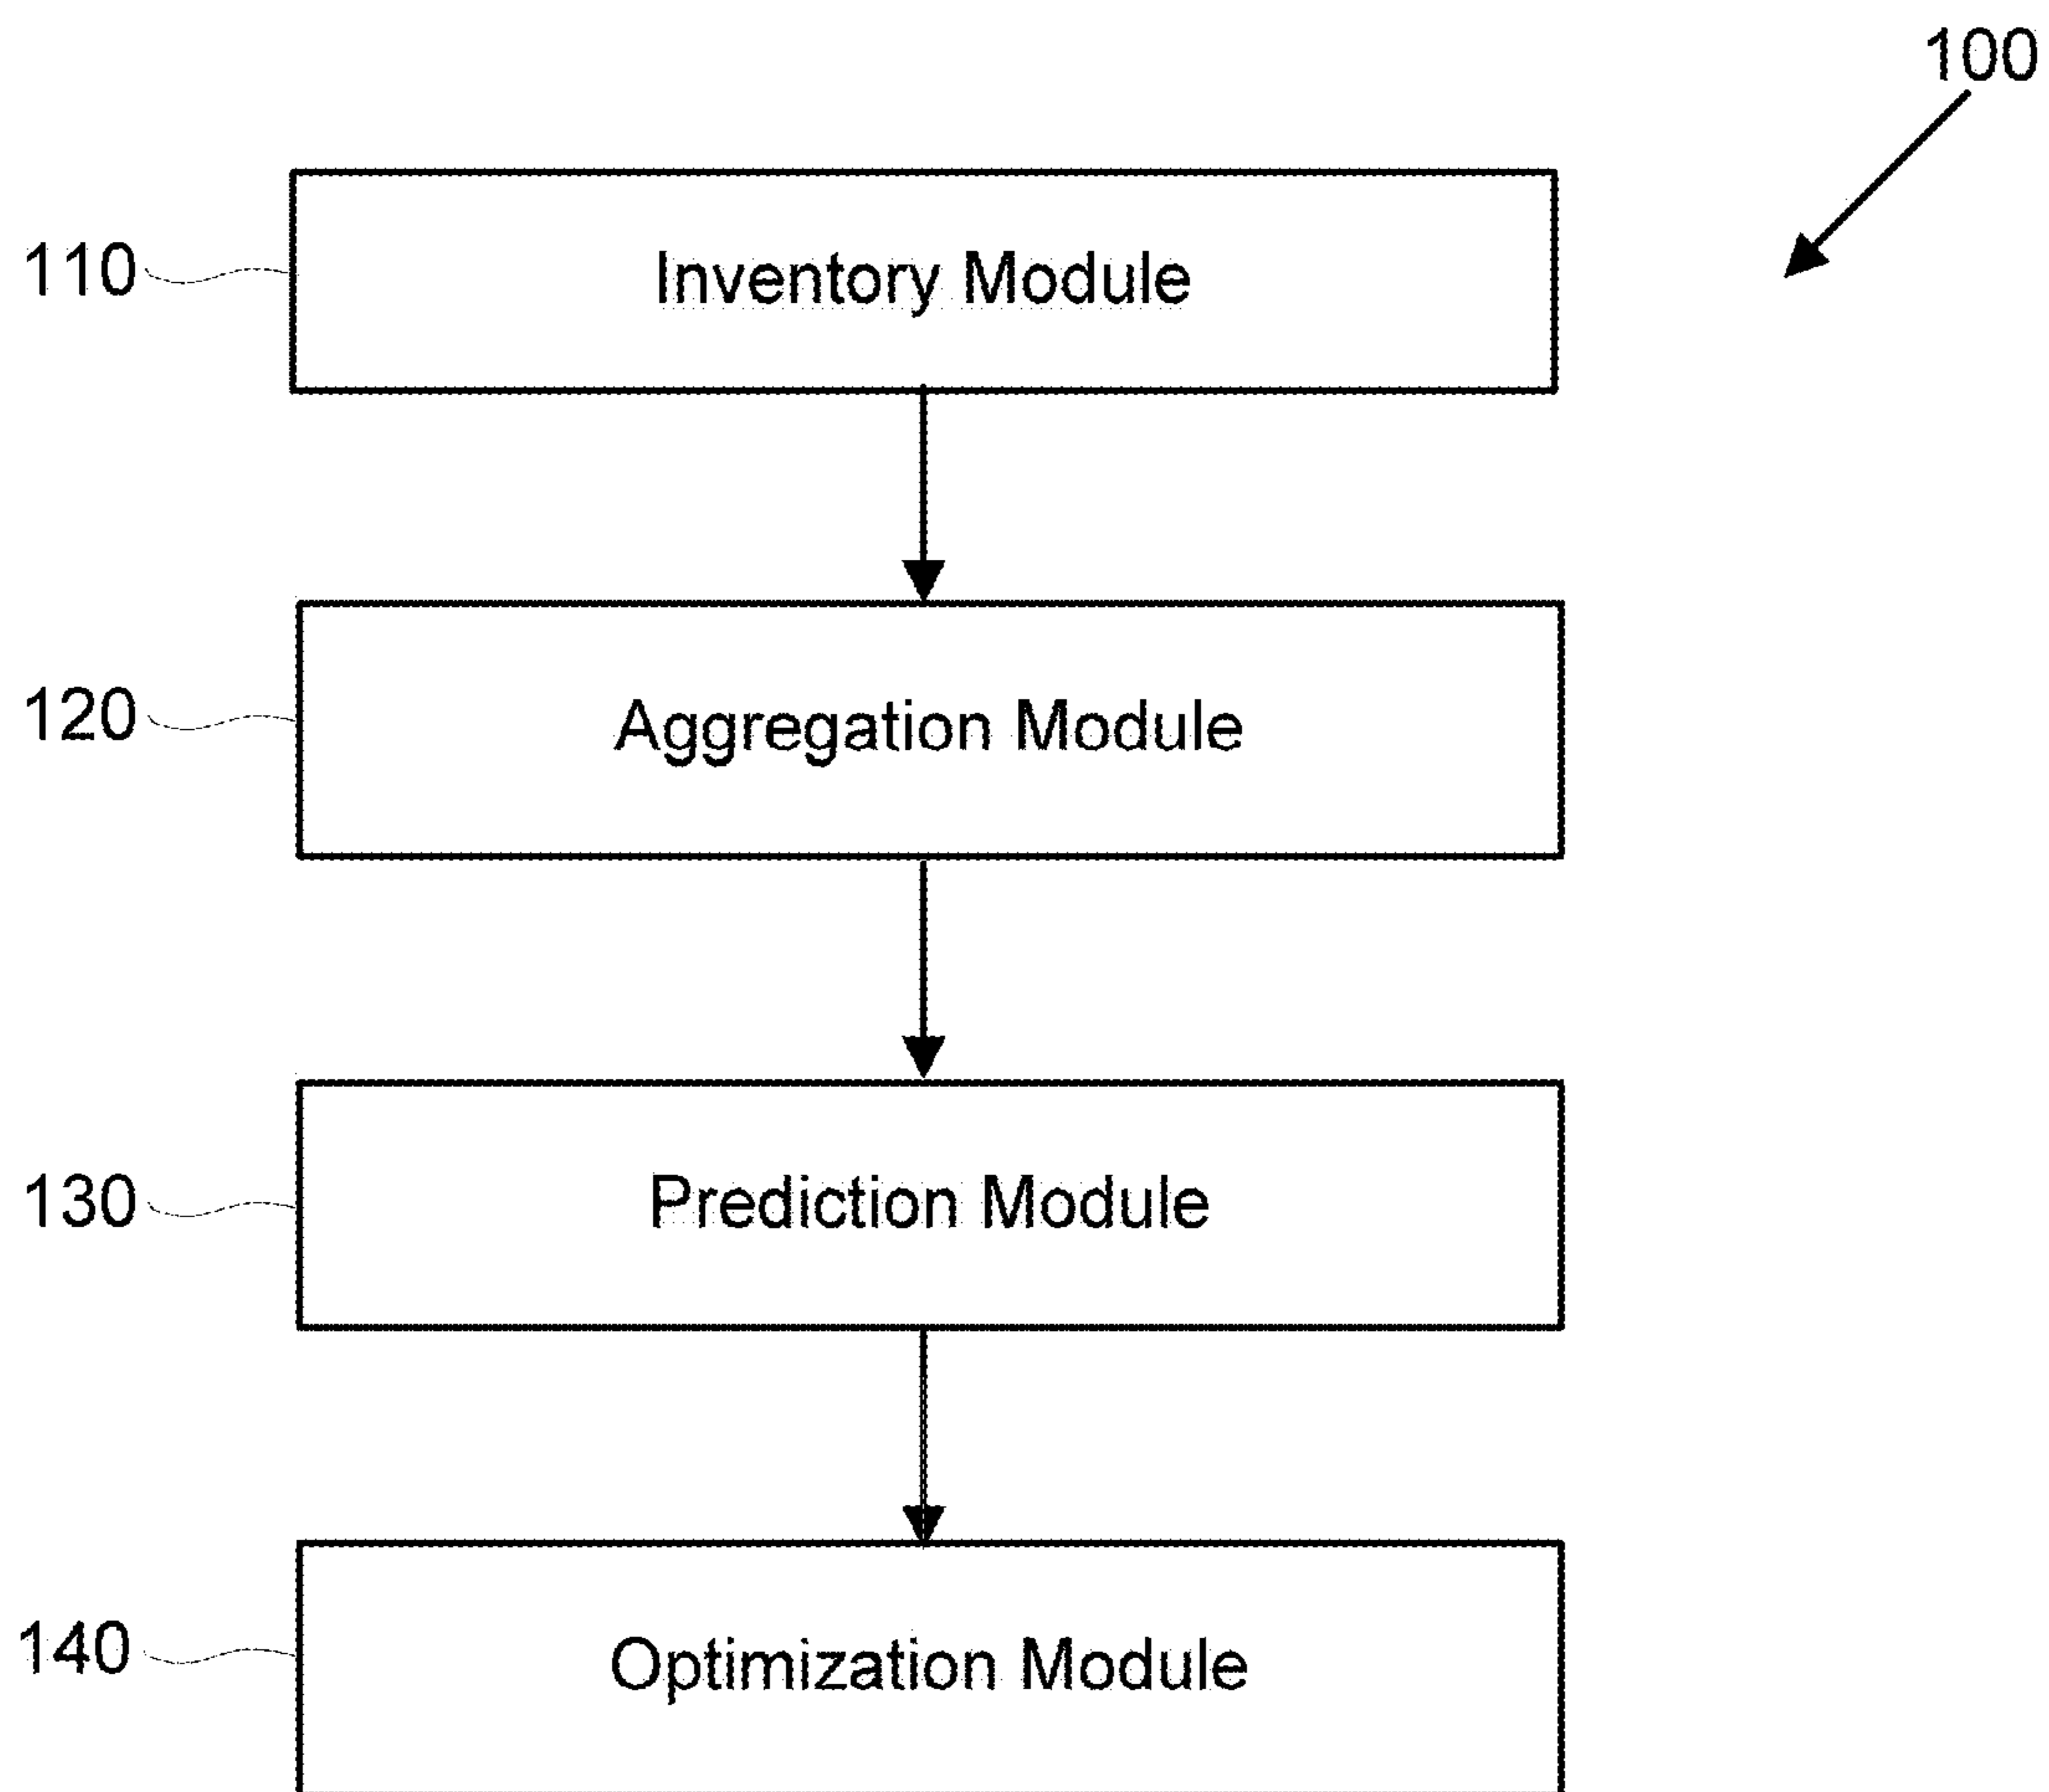 100
110
Inventory Module
120
Aggregation Module
130
Prediction Module
140
Optimization Module